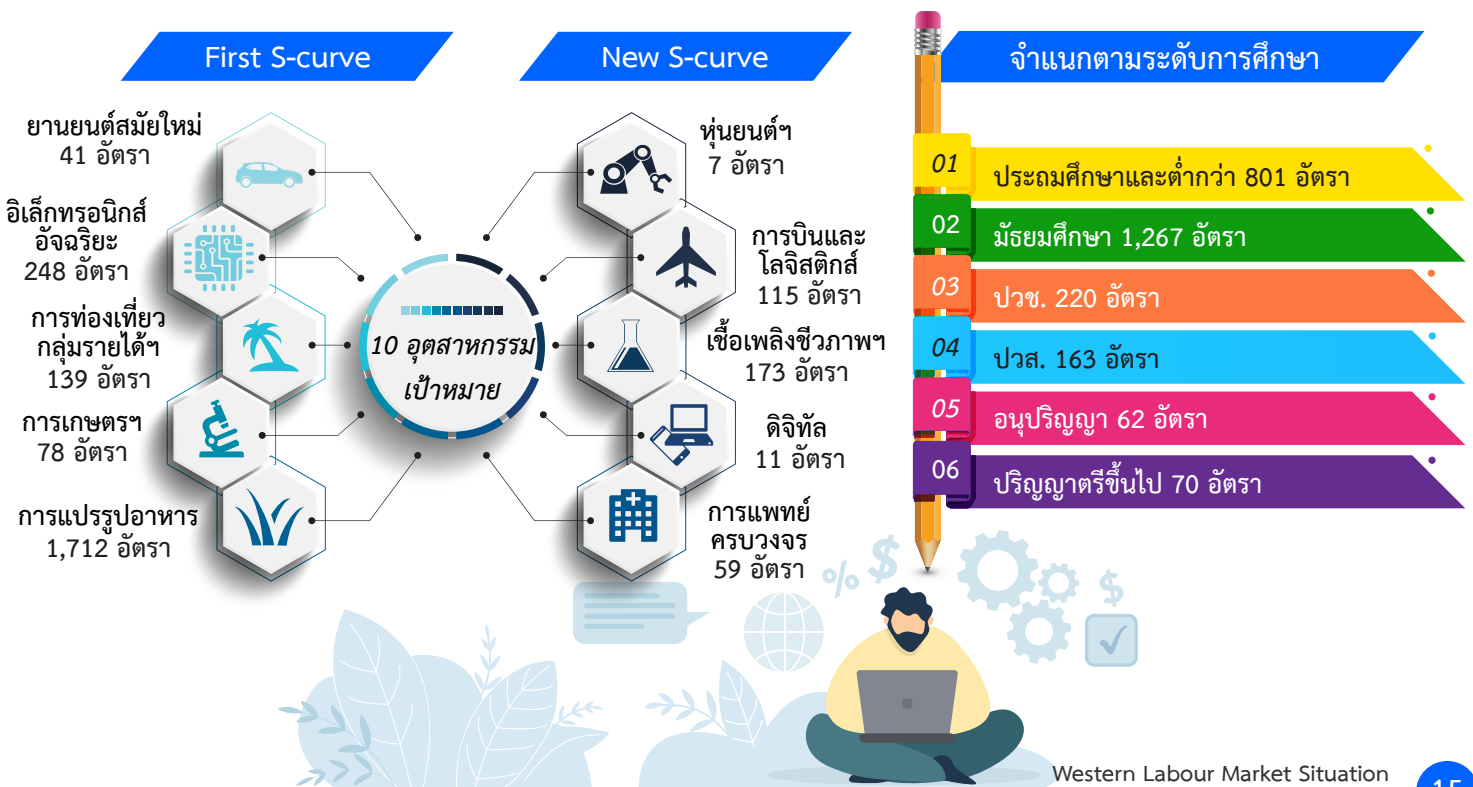 First S-curve
ยานยนต์สมัยใหม่
41 อัตรา
อิเล็กทรอนิกส์
อัจฉริยะ
248 อัตรา
การท่องเที่ยว
กลุ่มรายได้ฯ
139 อัตรา
การเกษตรฯ
78 อัตรา
การแปรรูปอาหาร
1,712 อัตรา
10 อุตสาหกรรม
เป้าหมาย
New S-curve
หุ่นยนต์ฯ
7 อัตรา
การบินและ
โลจิสติกส์
115 อัตรา
เชื้อเพลิงชีวภาพฯ
173 อัตรา
ดิจิทัล
11 อัตรา
การแพทย์
ครบวงจร
59 อัตรา
จำแนกตามระดับการศึกษา
01 ประถมศึกษาและต่ำกว่า 801 อัตรา
02 มัธยมศึกษา 1,267 อัตรา
03 ปวช. 220 อัตรา
04 ปวส. 163 อัตรา
05 อนุปริญญา 62 อัตรา
06 ปริญญาตรีขึ้นไป 70 อัตรา
% $ $
Western Labour Market Situation
15